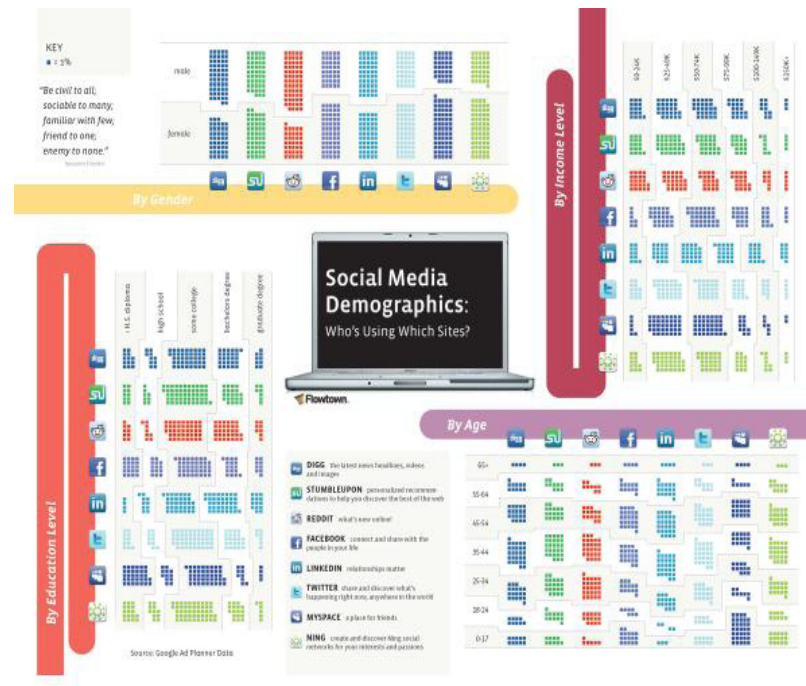 KEY
= 1%
"Be civil to all;
sociable to many;
familiar with few;
friend to one;
enemy to none."
male
female
By Gender
By Income Level
$0-24K
$25-49K
$50-74K
$75-99K
$100-149K
$150K+
Social Media
Demographics:
Who's Using Which Sites?
Flowtown
By Education Level
H.S. diploma
high school
some college
bachelors degree
graduate degree
Source: Google Ad Planner Data
DIGG the latest news headlines, videos
and images
STUMBLEUPON personalized recommen-
dations to help you discover the best of the web
REDDIT what's new online!
FACEBOOK connect and share with the
people in your life
LINKEDIN relationships matter
TWITTER share and discover what's
happening right now, anywhere in the world
MYSPACE a place for friends
NING create and discover Ning social
networks for your interests and passions
By Age
65+
55-64
45-54
35-44
25-34
18-24
0-17